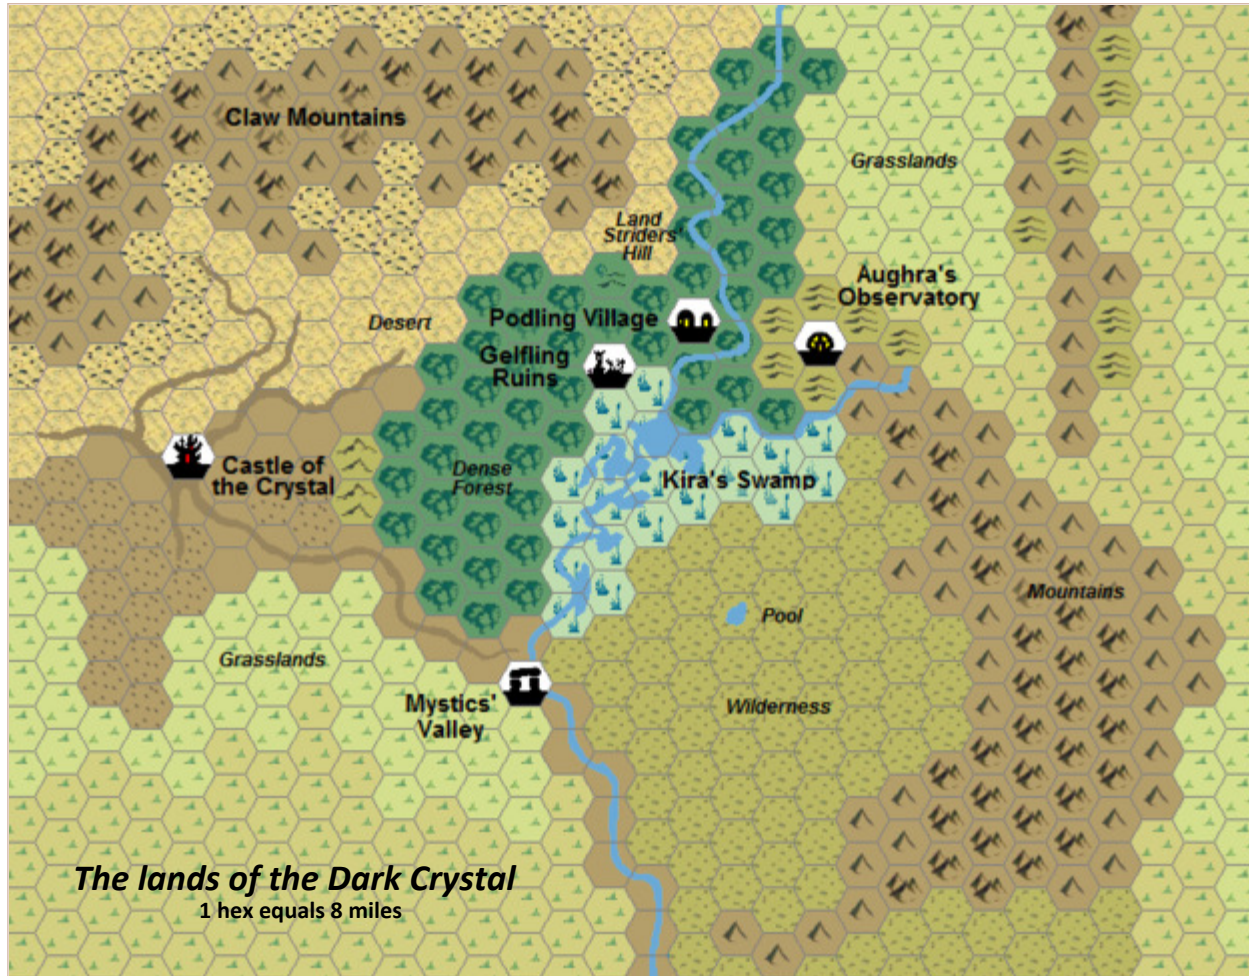 Claw Mountains
Grasslands
Land
Striders'
Hill
Aughra's
Observatory
Podling Village
Desert
Gelfling
Ruins
Castle of
the Crystal
Dense
Forest
Kira's Swamp
Mountains
Pool
Grasslands
Mystics'
Valley
Wilderness
The lands of the Dark Crystal
1 hex equals 8 miles